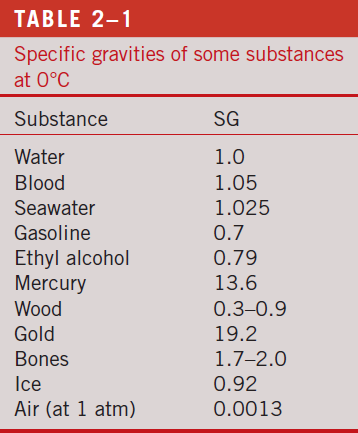 TABLE 2–1
Specific gravities of some substances
at 0°C
Substance SG
Water 1.0
Blood 1.05
Seawater 1.025
Gasoline 0.7
Ethyl alcohol 0.79
Mercury 13.6
Wood 0.3–0.9
Gold 19.2
Bones 1.7–2.0
Ice 0.92
Air (at 1 atm) 0.0013